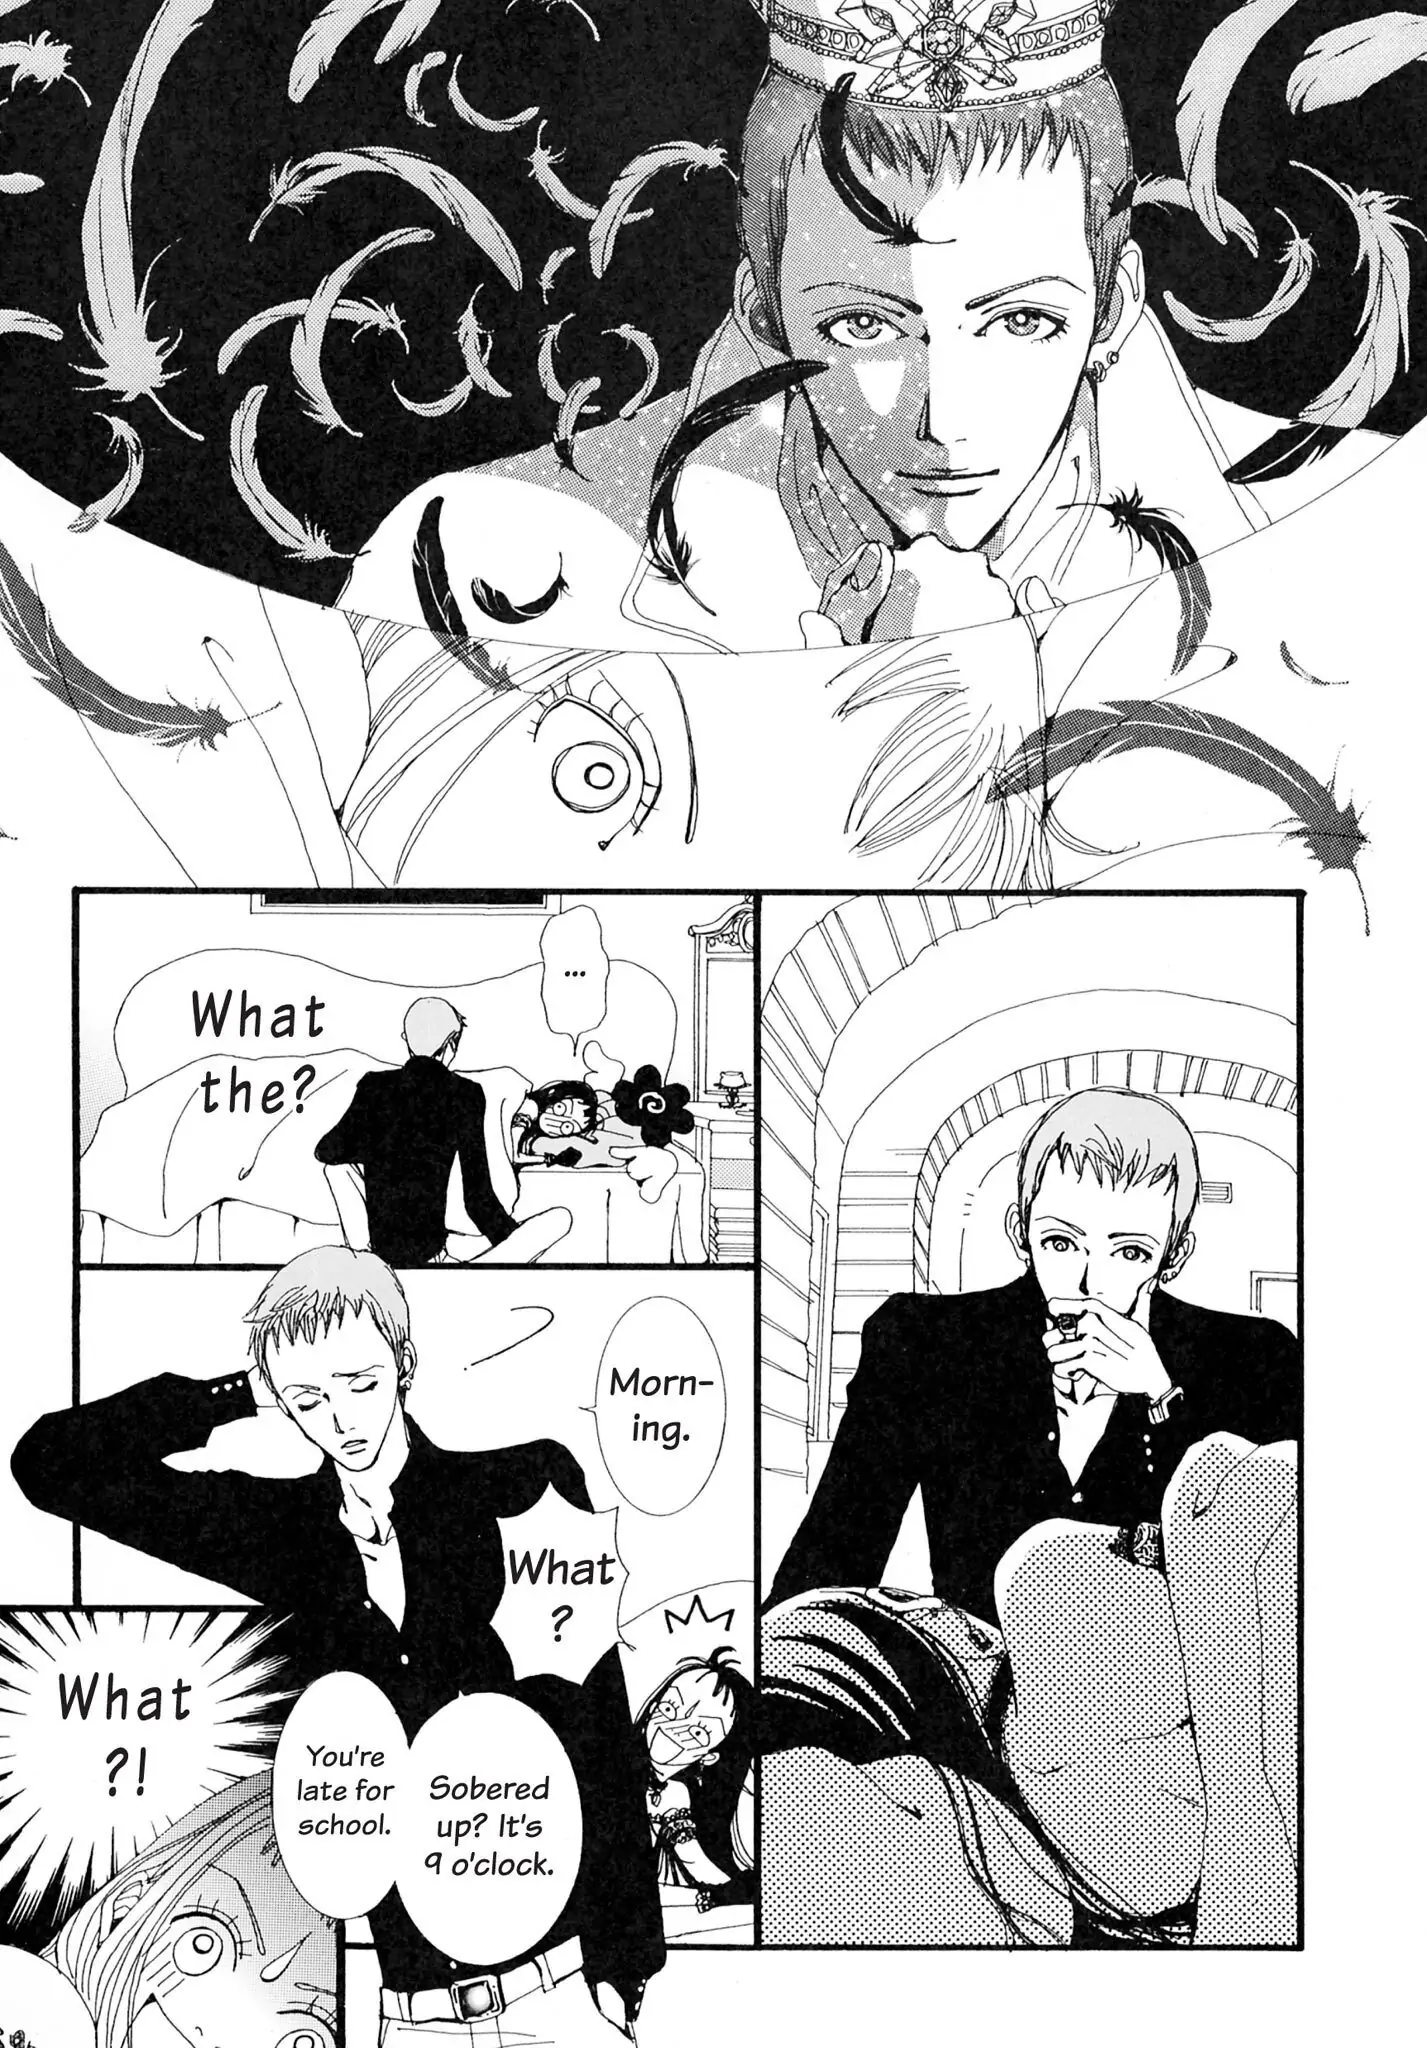 ...
What
the?
Morn-
ing.
What
?
Sobered
up? It's
9 o'clock.
You're
late for
school.
What
?!